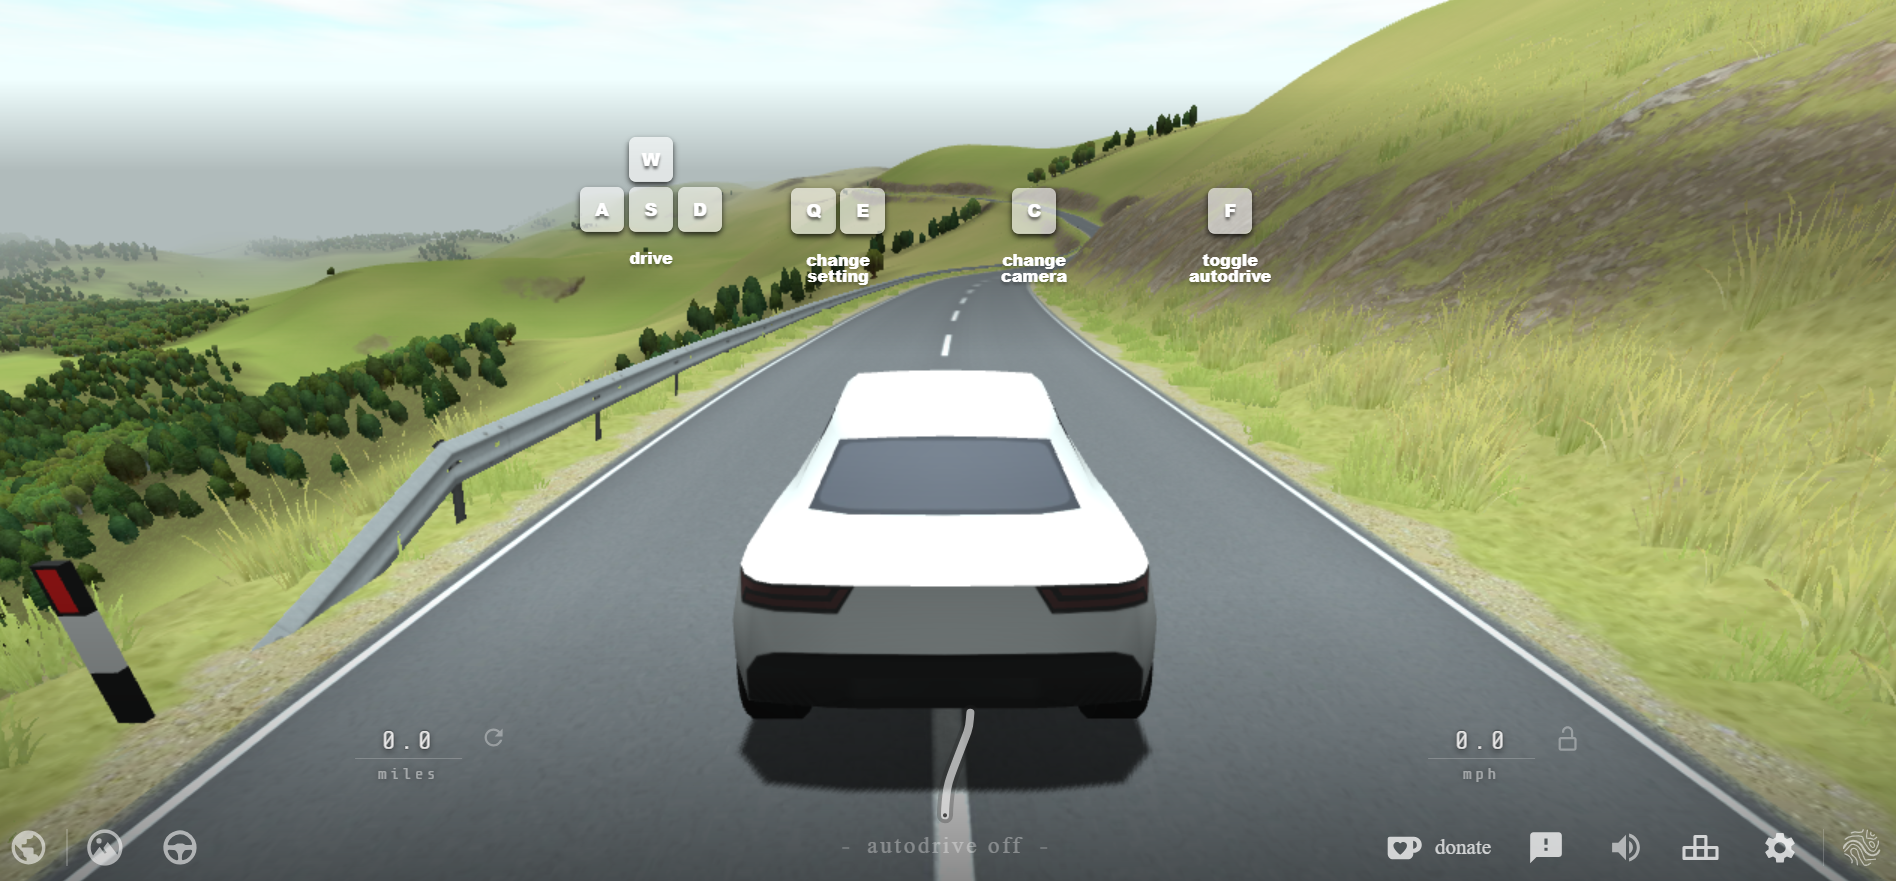 W
A S D
drive
Q E
change
setting
C
change
camera
F
toggle
autodrive
0.0
miles
0.0
mph
- autodrive off -
donate